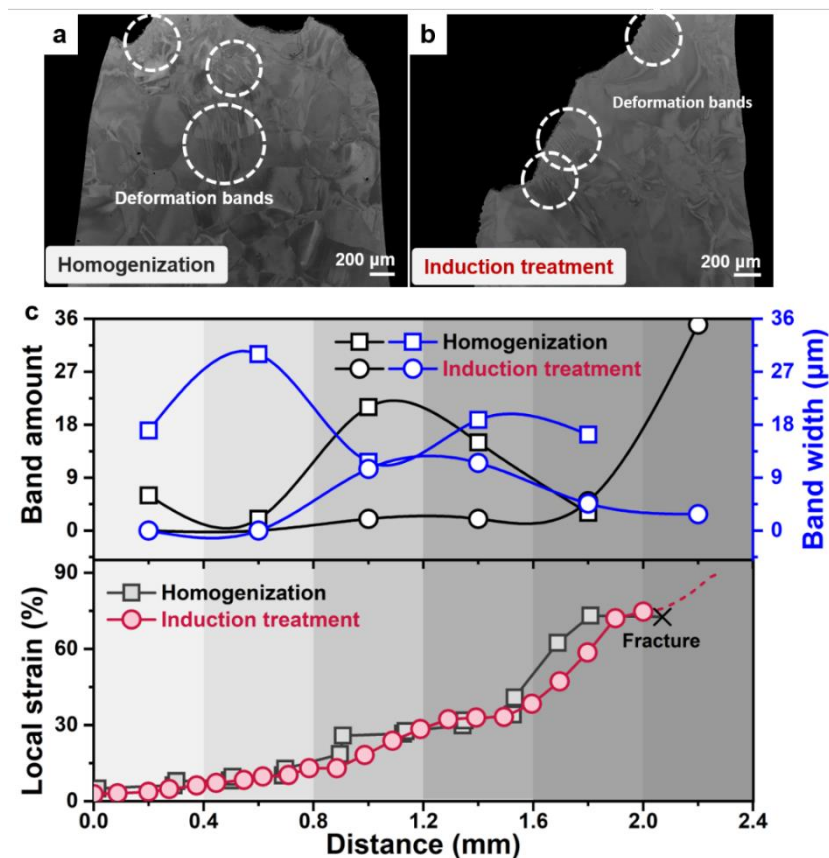 a
Deformation bands
Homogenization
200 µm
b
Deformation bands
Induction treatment
200 µm
c
Band amount
36
27
18
9
0
Homogenization
Induction treatment
36
27
18
9
0
Band width (µm)
Local strain (%)
90
60
30
0
Homogenization
Induction treatment
Fracture
0.0 0.4 0.8 1.2 1.6 2.0 2.4
Distance (mm)